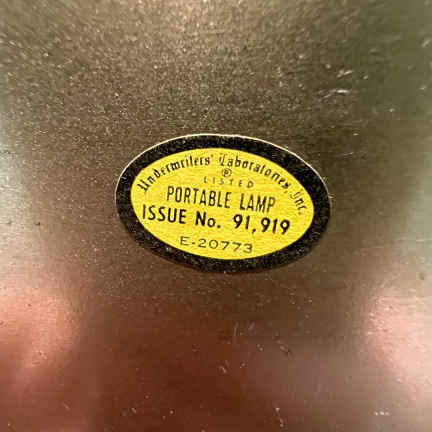 Underwriters' Laboratories, Inc.
®
LISTED
PORTABLE LAMP
ISSUE No. 91,919
E-20773